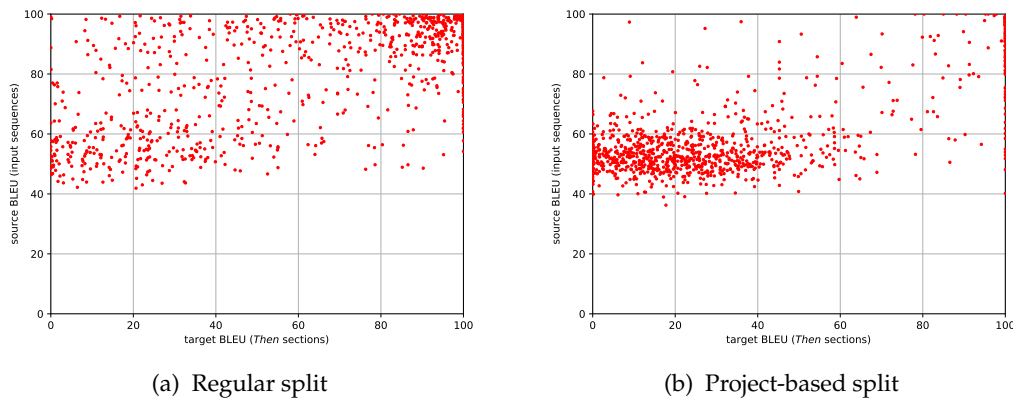 100
80
60
40
20
0
source BLEU (input sequences)
0 20 40 60 80 100
target BLEU (Then sections)
(a) Regular split
100
80
60
40
20
0
source BLEU (input sequences)
0 20 40 60 80 100
target BLEU (Then sections)
(b) Project-based split